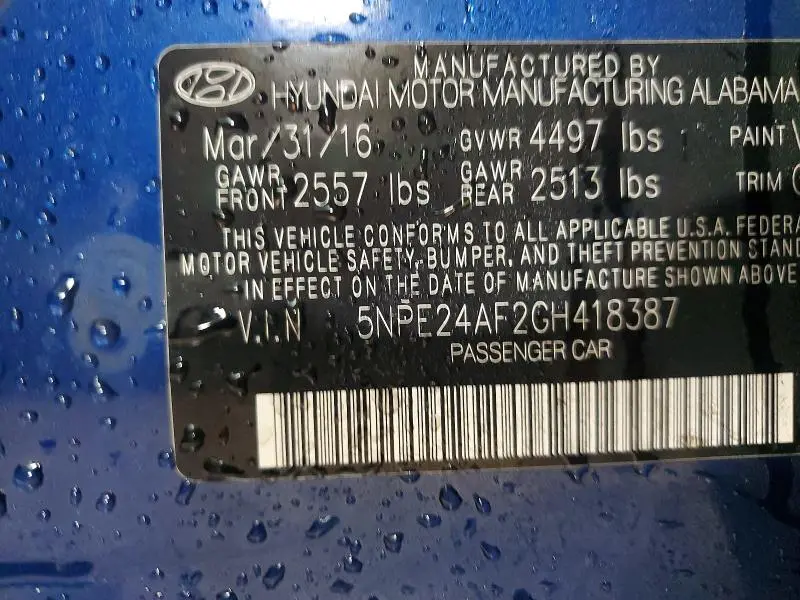 MANUFACTURED BY
HYUNDAI MOTOR MANUFACTURING ALABAMA
Mar/31/16 GVWR 4497 lbs PAINT
GAWR FRONT 2557 lbs GAWR REAR 2513 lbs TRIM
THIS VEHICLE CONFORMS TO ALL APPLICABLE U.S.A. FEDERA
MOTOR VEHICLE SAFETY, BUMPER, AND THEFT PREVENTION STAND
IN EFFECT ON THE DATE OF MANUFACTURE SHOWN ABOVE
V.I.N 5NPE24AF2GH418387
PASSENGER CAR